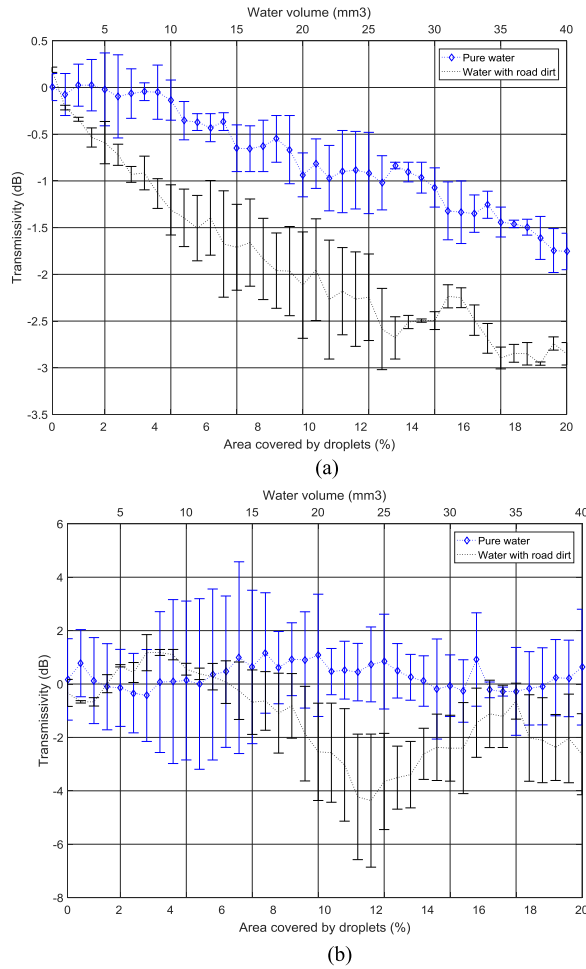 Water volume (mm3)
5 10 15 20 25 30 35 40
0.5
0
-0.5
-1
-1.5
-2
-2.5
-3
-3.5
Transmissivity (dB)
Pure water
Water with road dirt
0 2 4 6 8 10 12 14 16 18 20
Area covered by droplets (%)
(a)
Water volume (mm3)
5 10 15 20 25 30 35 40
6
4
2
0
-2
-4
-6
-8
Transmissivity (dB)
Pure water
Water with road dirt
0 2 4 6 8 10 12 14 16 18 20
Area covered by droplets (%)
(b)